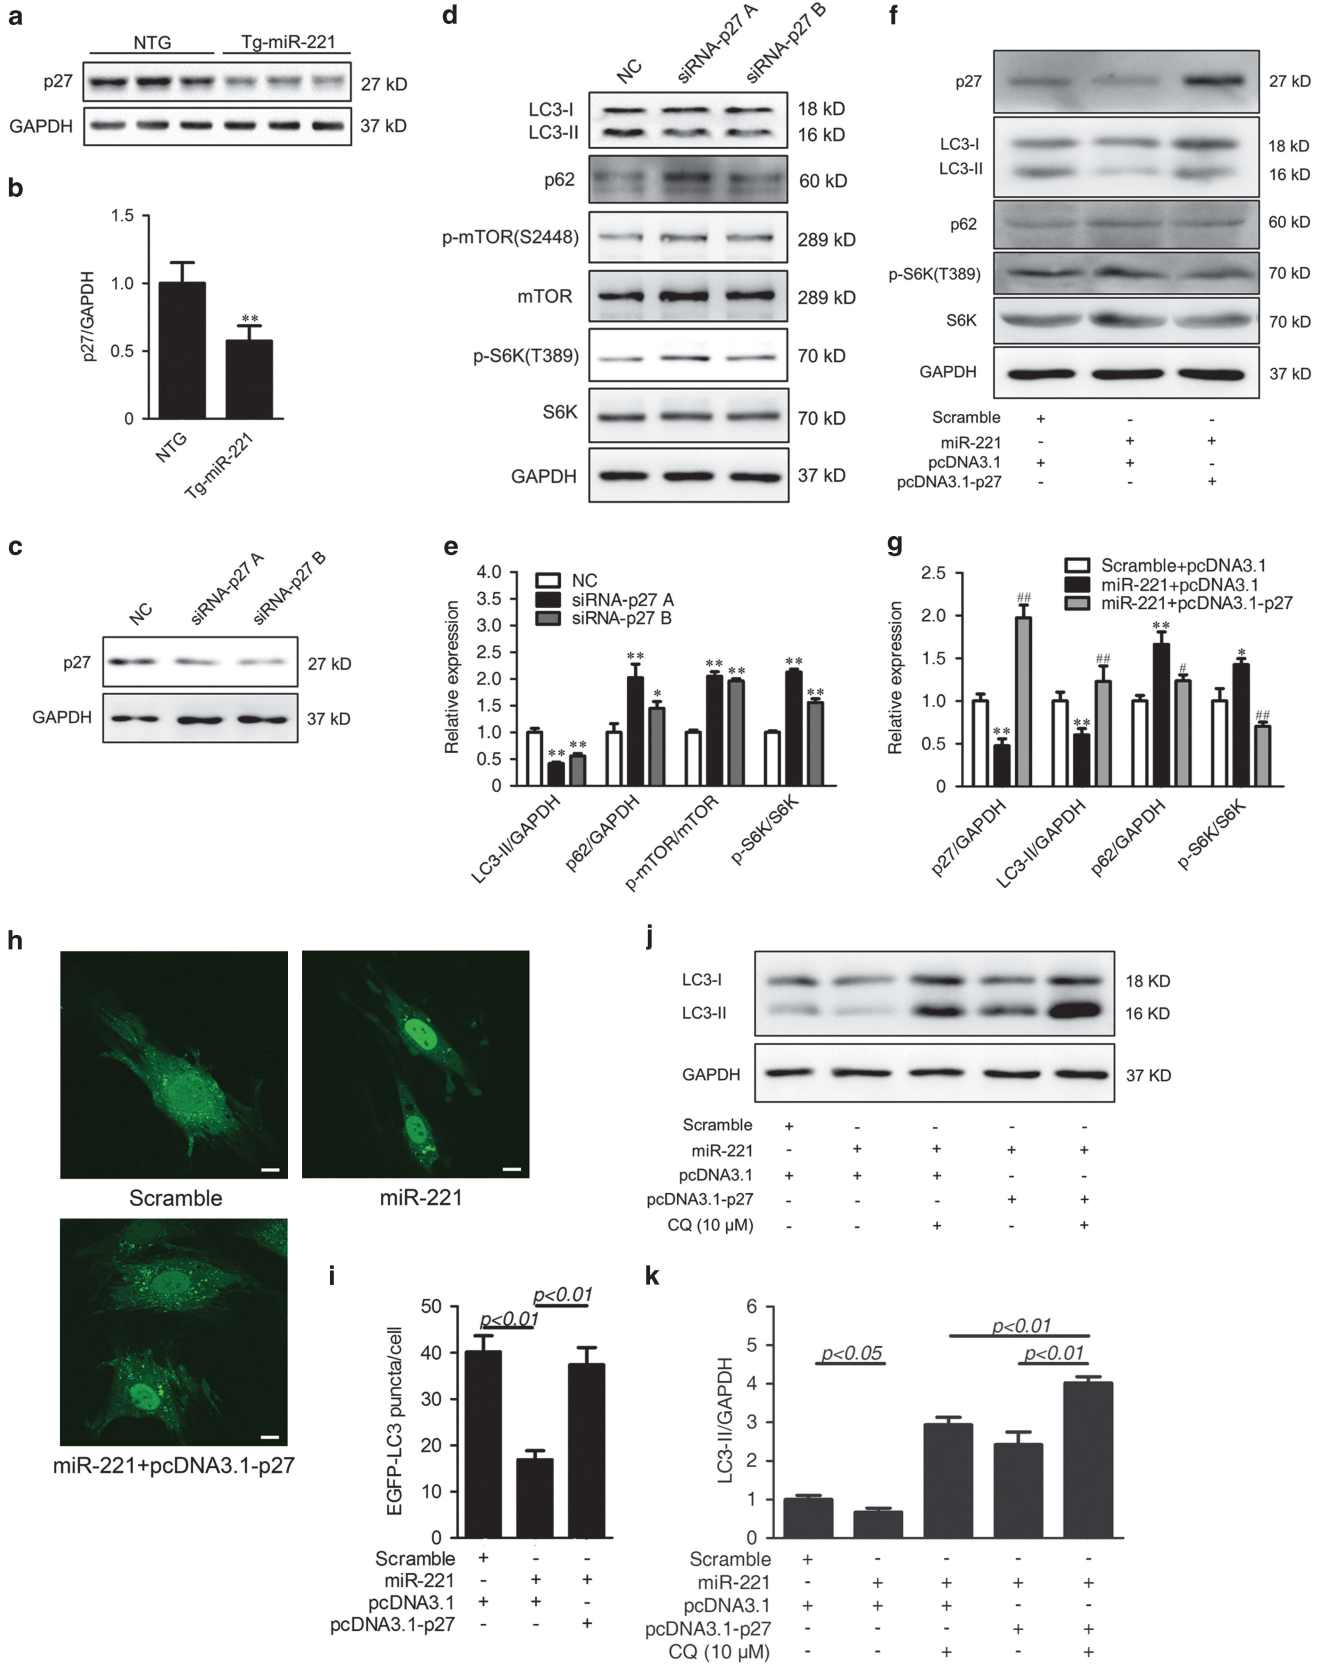 a
NTG Tg-miR-221
p27 27 kD
GAPDH 37 kD
b
p27/GAPDH
1.5
1.0
0.5
0
**
NTG Tg-miR-221
c
NC siRNA-p27 A siRNA-p27 B
p27 27 kD
GAPDH 37 kD
d
NC siRNA-p27 A siRNA-p27 B
LC3-I 18 kD
LC3-II 16 kD
p62 60 kD
p-mTOR(S2448) 289 kD
mTOR 289 kD
p-S6K(T389) 70 kD
S6K 70 kD
GAPDH 37 kD
e
Relative expression
4.0
3.5
3.0
2.5
2.0
1.5
1.0
0.5
0
NC
siRNA-p27 A
siRNA-p27 B
** ** ** * ** ** ** **
LC3-II/GAPDH p62/GAPDH p-mTOR/mTOR p-S6K/S6K
f
p27 27 kD
LC3-I 18 kD
LC3-II 16 kD
p62 60 kD
p-S6K(T389) 70 kD
S6K 70 kD
GAPDH 37 kD
Scramble + - -
miR-221 - + +
pcDNA3.1 + + -
pcDNA3.1-p27 - - +
g
Relative expression
2.5
2.0
1.5
1.0
0.5
0
Scramble+pcDNA3.1
miR-221+pcDNA3.1
miR-221+pcDNA3.1-p27
** ## ** ## ** # * ##
p27/GAPDH LC3-II/GAPDH p62/GAPDH p-S6K/S6K
h
Scramble miR-221
miR-221+pcDNA3.1-p27
i
EGFP-LC3 puncta/cell
50
40
30
20
10
0
p<0.01
p<0.01
Scramble + - -
miR-221 - + +
pcDNA3.1 + + -
pcDNA3.1-p27 - - +
j
LC3-I 18 KD
LC3-II 16 KD
GAPDH 37 KD
Scramble + - - - -
miR-221 - + + + +
pcDNA3.1 + + + - -
pcDNA3.1-p27 - - - + +
CQ (10 µM) - - + - +
k
LC3-II/GAPDH
6
5
4
3
2
1
0
p<0.01
p<0.05 p<0.01
Scramble + - - - -
miR-221 - + + + +
pcDNA3.1 + + + - -
pcDNA3.1-p27 - - - + +
CQ (10 µM) - - + - +